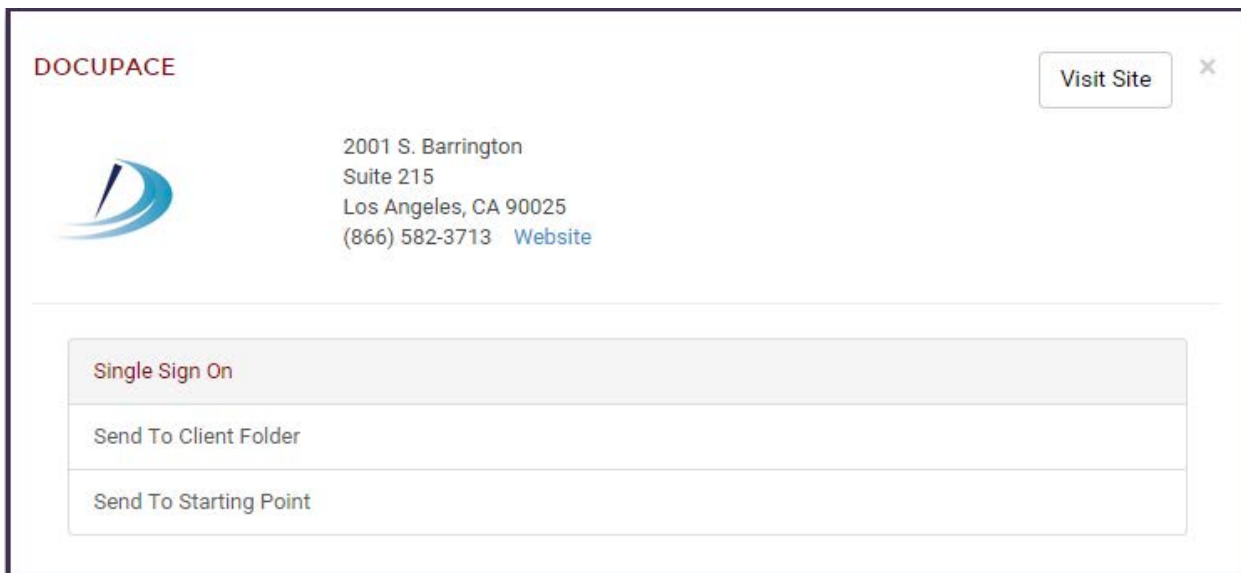 DOCUPACE
Visit Site
×
2001 S. Barrington
Suite 215
Los Angeles, CA 90025
(866) 582-3713 Website
Single Sign On
Send To Client Folder
Send To Starting Point